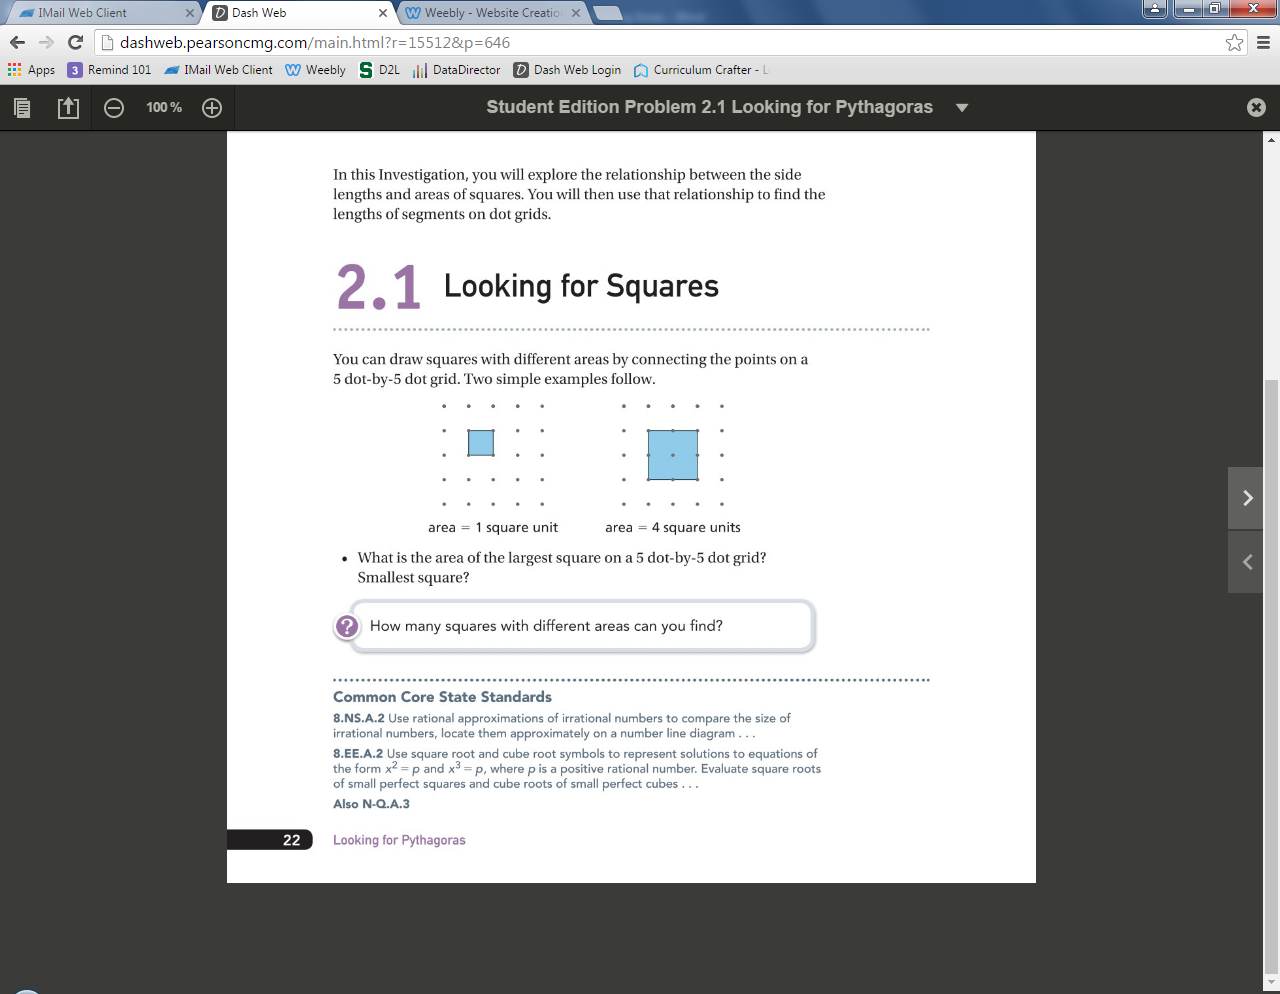 IMail Web Client
Dash Web
Weebly - Website Creatio
dashweb.pearsoncmg.com/main.html?r=15512&p=646
Apps
3 Remind 101
IMail Web Client
Weebly
S D2L
DataDirector
D Dash Web Login
Curriculum Crafter -
100 %
Student Edition Problem 2.1 Looking for Pythagoras
In this Investigation, you will explore the relationship between the side
lengths and areas of squares. You will then use that relationship to find the
lengths of segments on dot grids.
2.1 Looking for Squares
You can draw squares with different areas by connecting the points on a
5 dot-by-5 dot grid. Two simple examples follow.
area = 1 square unit
area = 4 square units
• What is the area of the largest square on a 5 dot-by-5 dot grid?
Smallest square?
? How many squares with different areas can you find?
Common Core State Standards
8.NS.A.2 Use rational approximations of irrational numbers to compare the size of
irrational numbers, locate them approximately on a number line diagram . . .
8.EE.A.2 Use square root and cube root symbols to represent solutions to equations of
the form x² = p and x³ = p, where p is a positive rational number. Evaluate square roots
of small perfect squares and cube roots of small perfect cubes . . .
Also N-Q.A.3
22 Looking for Pythagoras